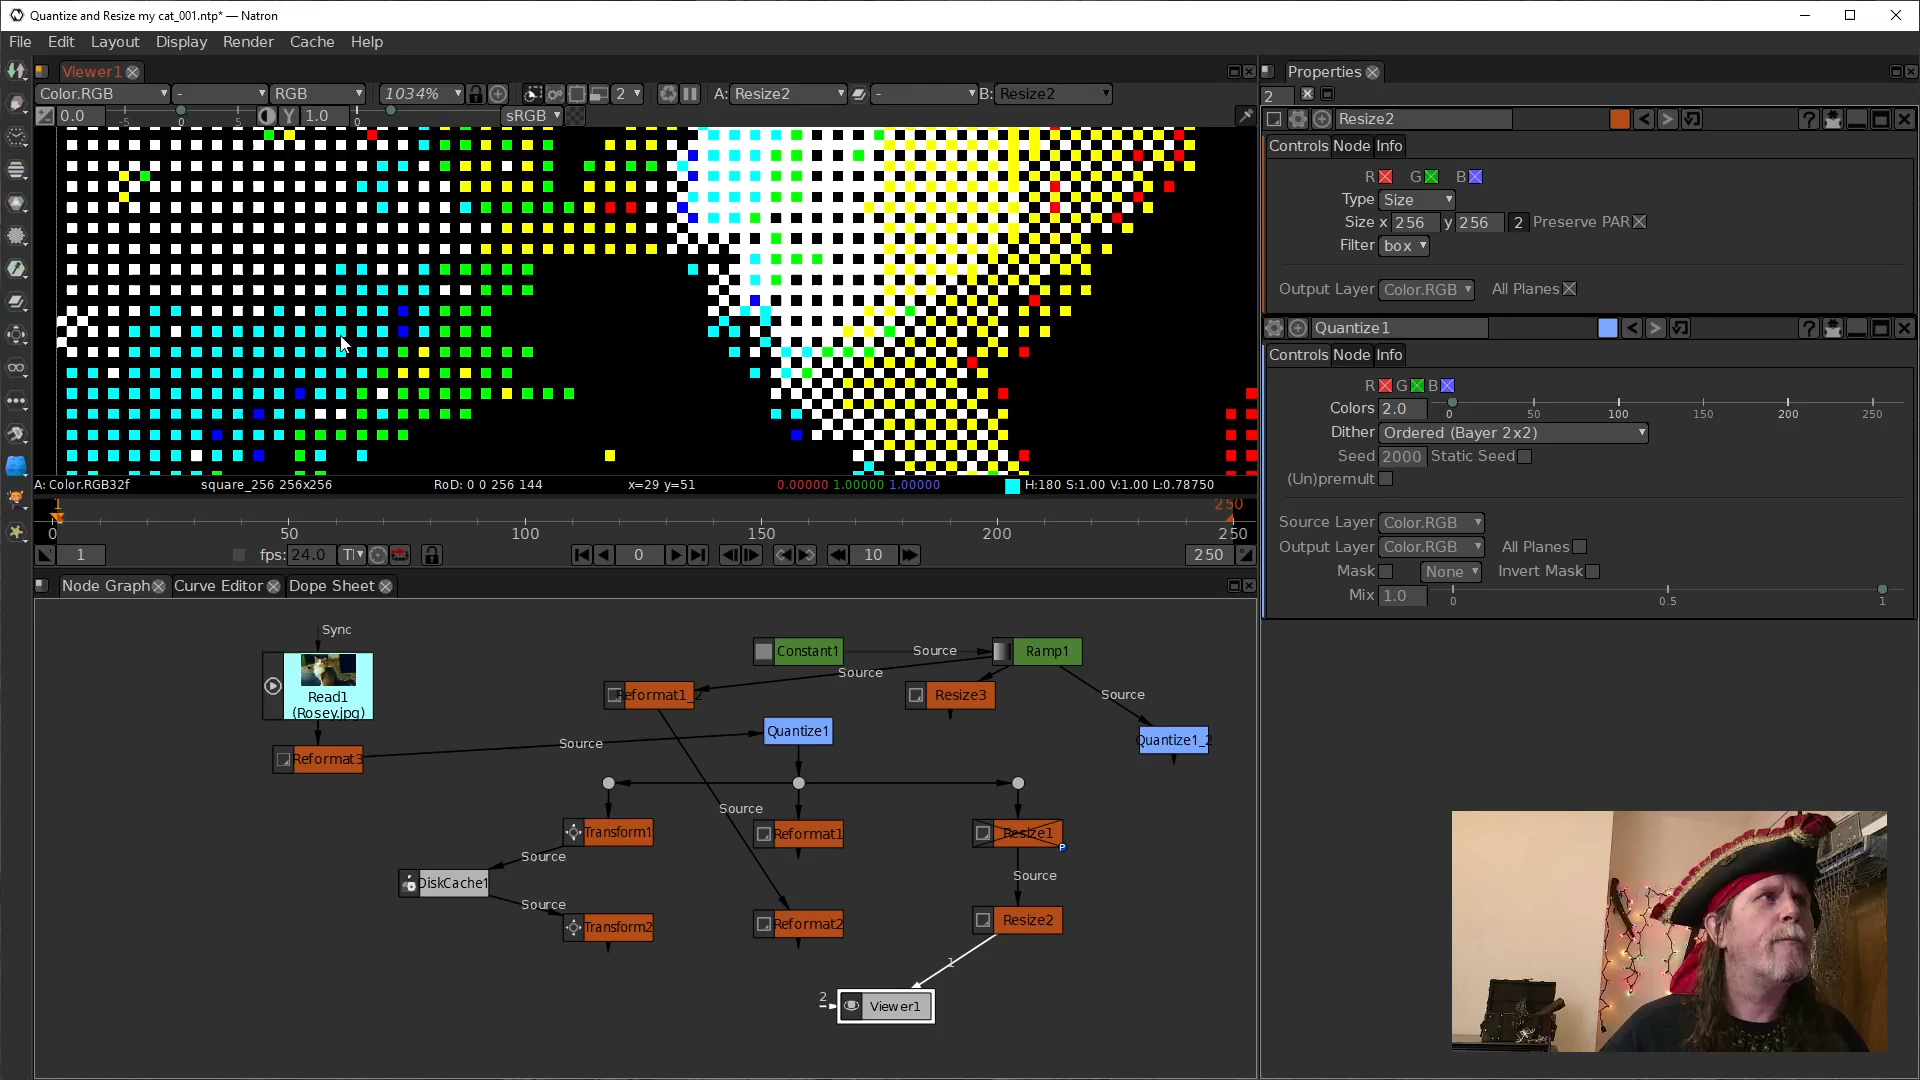 Quantize and Resize my cat_001.ntp* — Natron
File Edit Layout Display Render Cache Help
Viewer1
Color.RGB - RGB 1034% 2 A: Resize2 - B: Resize2
0.0 -5 0 5 Y 1.0 0 sRGB
A: Color.RGB32f square_256 256x256 RoD: 0 0 256 144 x=29 y=51 0.00000 1.00000 1.00000 H:180 S:1.00 V:1.00 L:0.78750
1 250
0 50 100 150 200 250
1 fps: 24.0 TI 0 10 250
Node Graph Curve Editor Dope Sheet
Sync
Read1
(Rosey.jpg)
Reformat3
Source
Constant1
Source
Ramp1
Source
Reformat1_2
Resize3
Source
Quantize1
Quantize1_2
Source
Transform1
Reformat1
Resize1
P
Source
DiskCache1
Source
Source
Transform2
Reformat2
Resize2
1
2
Viewer1
Properties
2
Resize2
?
Controls Node Info
R G B
Type Size
Size x 256 y 256 2 Preserve PAR
Filter box
Output Layer Color.RGB All Planes
Quantize1
?
Controls Node Info
R G B
Colors 2.0 0 50 100 150 200 250
Dither Ordered (Bayer 2x2)
Seed 2000 Static Seed
(Un)premult
Source Layer Color.RGB
Output Layer Color.RGB All Planes
Mask None Invert Mask
Mix 1.0 0 0.5 1